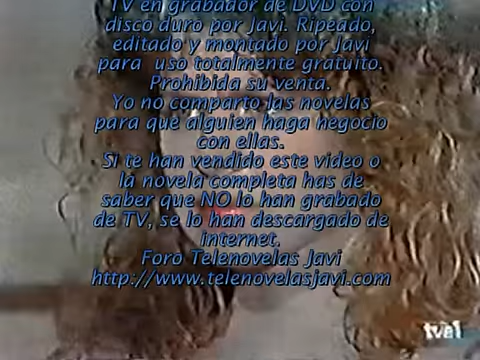 TV en grabador de DVD con
disco duro por Javi. Ripeado,
editado y montado por Javi
para uso totalmente gratuito.
Prohibida su venta.
Yo no comparto las novelas
para que alguien haga negocio
con ellas.
Si te han vendido este video o
la novela completa has de
saber que NO lo han grabado
de TV, se lo han descargado de
internet.
Foro Telenovelas Javi
http://www.telenovelasjavi.com
tve1